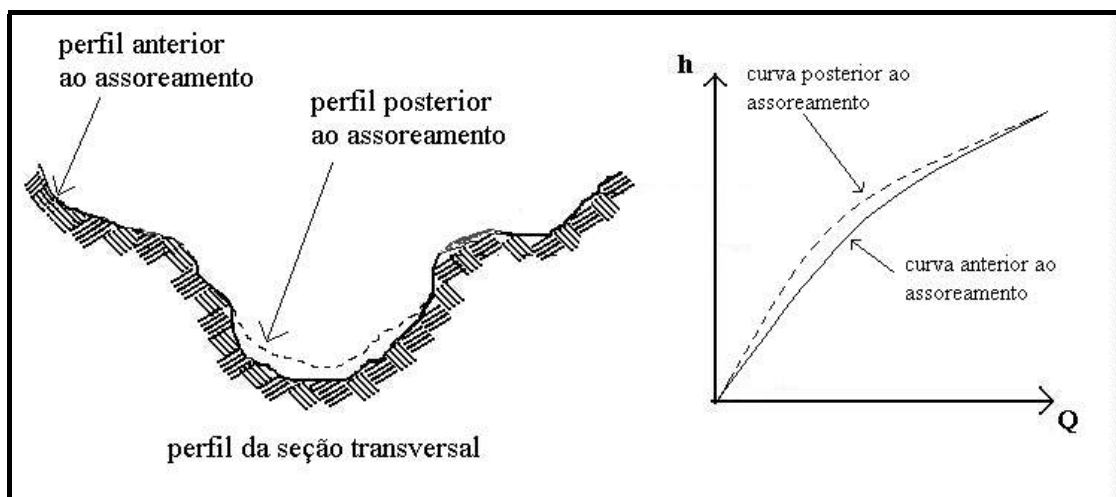 perfil anterior
ao assoreamento
perfil posterior
ao assoreamento
perfil da seção transversal
h
curva posterior ao
assoreamento
curva anterior ao
assoreamento
Q